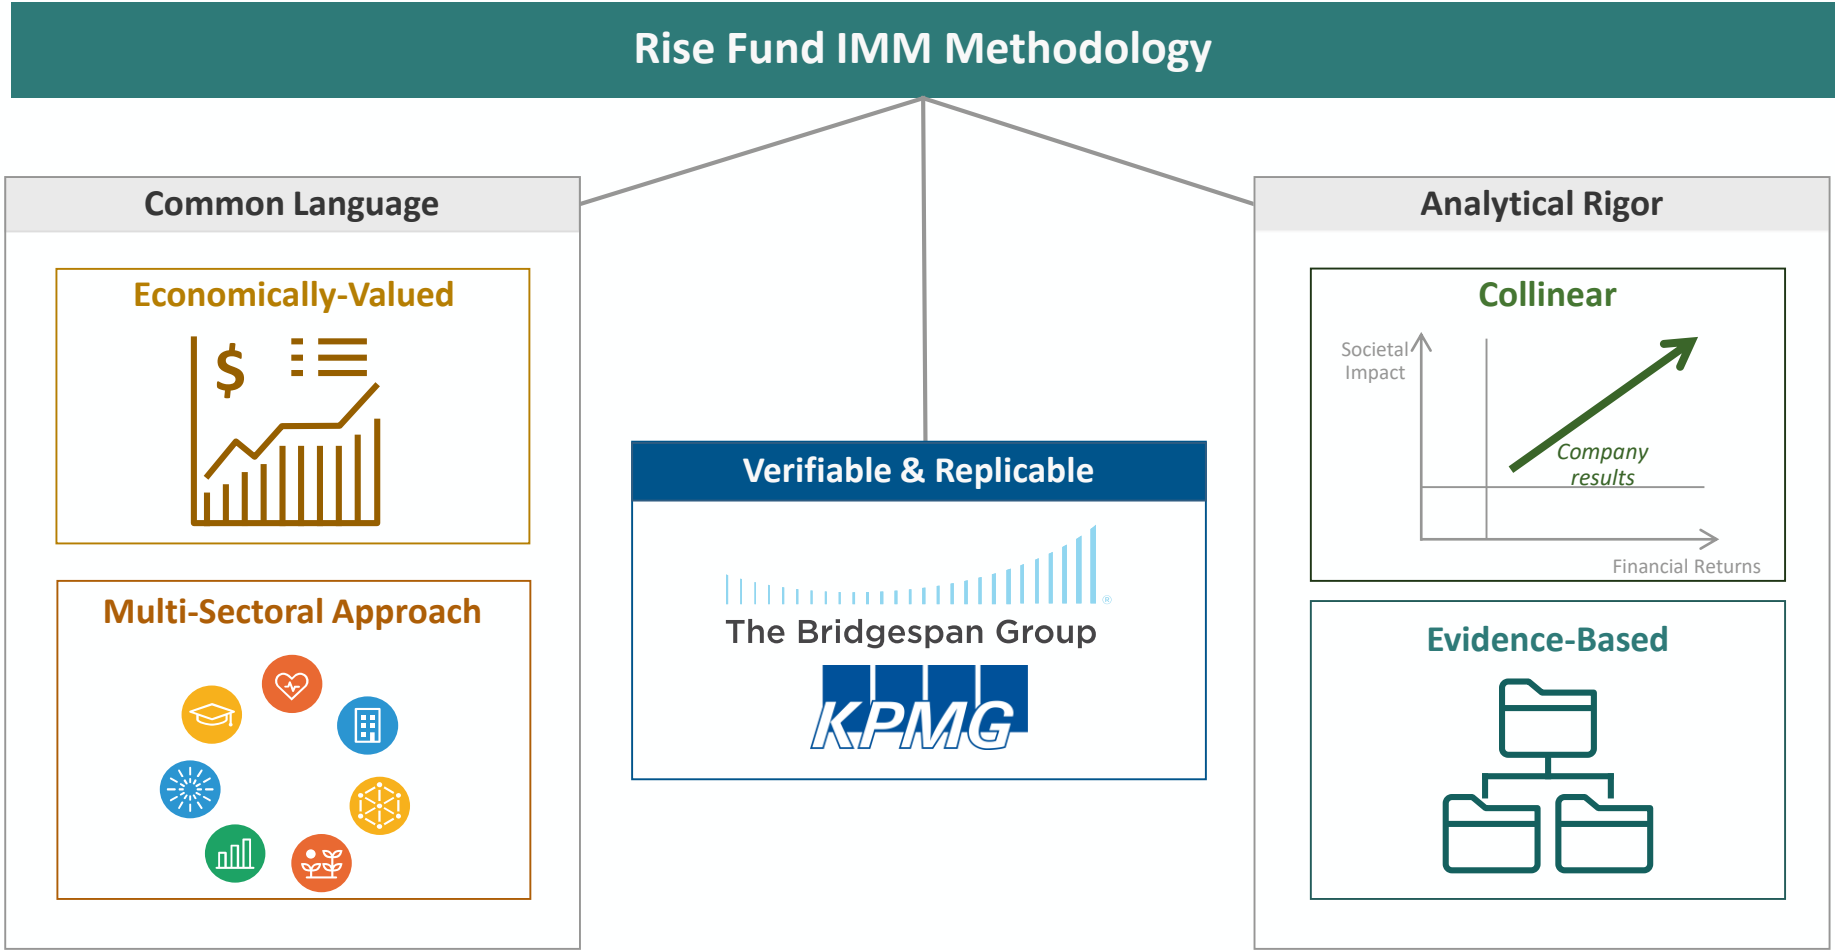 Rise Fund IMM Methodology
Common Language
Economically-Valued
$
Multi-Sectoral Approach
Verifiable & Replicable
®
The Bridgespan Group
KPMG
Analytical Rigor
Collinear
Societal
Impact
Company
results
Financial Returns
Evidence-Based